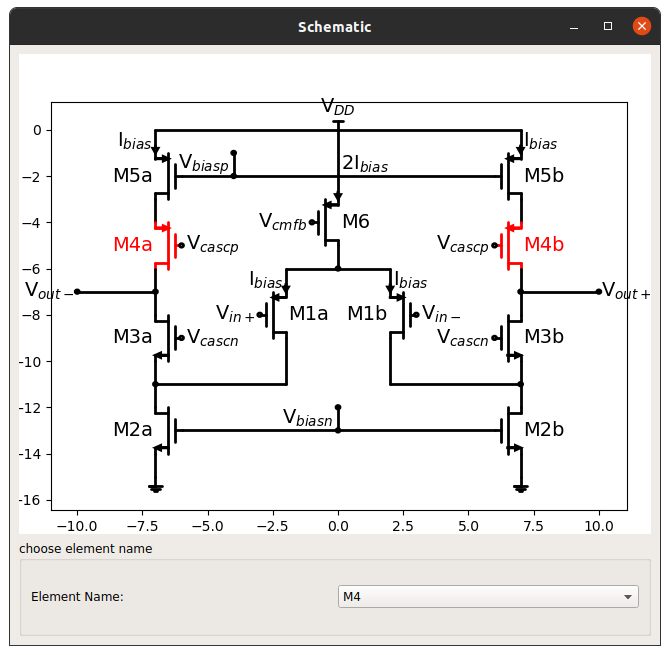 Schematic
V_DD
0
I_bias
I_bias
M5a
V_biasp
2I_bias
M5b
−2
V_cmfb
M6
−4
M4a
V_cascp
V_cascp
M4b
−6
I_bias
I_bias
V_out−
V_out+
V_in+
M1a
M1b
V_in−
−8
M3a
V_cascn
V_cascn
M3b
−10
−12
V_biasn
M2a
M2b
−14
−16
−10.0 −7.5 −5.0 −2.5 0.0 2.5 5.0 7.5 10.0
choose element name
Element Name: M4